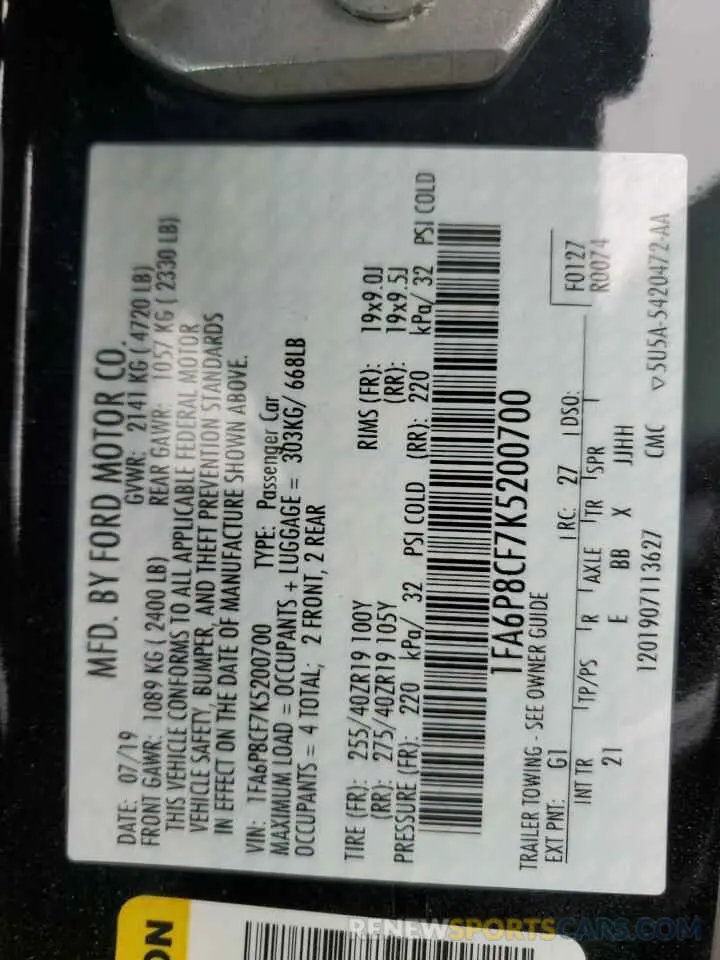 MFD. BY FORD MOTOR CO.
DATE: 07/19 GVWR: 2141 KG ( 4720 LB)
FRONT GAWR: 1089 KG ( 2400 LB) REAR GAWR: 1057 KG ( 2330 LB)
THIS VEHICLE CONFORMS TO ALL APPLICABLE FEDERAL MOTOR
VEHICLE SAFETY, BUMPER, AND THEFT PREVENTION STANDARDS
IN EFFECT ON THE DATE OF MANUFACTURE SHOWN ABOVE.
VIN: 1FA6P8CF7K5200700 TYPE: Passenger Car
MAXIMUM LOAD = OCCUPANTS + LUGGAGE = 303KG/ 668LB
OCCUPANTS = 4 TOTAL; 2 FRONT, 2 REAR
TIRE (FR): 255/40ZR19 100Y RIMS (FR): 19x9.0J
(RR): 275/40ZR19 105Y (RR): 19x9.5J
PRESSURE (FR): 220 kPa/ 32 PSI COLD (RR): 220 kPa/ 32 PSI COLD
1FA6P8CF7K5200700
TRAILER TOWING - SEE OWNER GUIDE F0127
EXT PNT: G1 RC: 27 DSO: R0074
INT TR TP/PS R AXLE TR SPR
21 E BB X JJHH
1201907113627 CMC ▽5U5A-5420472-AA
ON
RENEWSPORTSCARS.COM